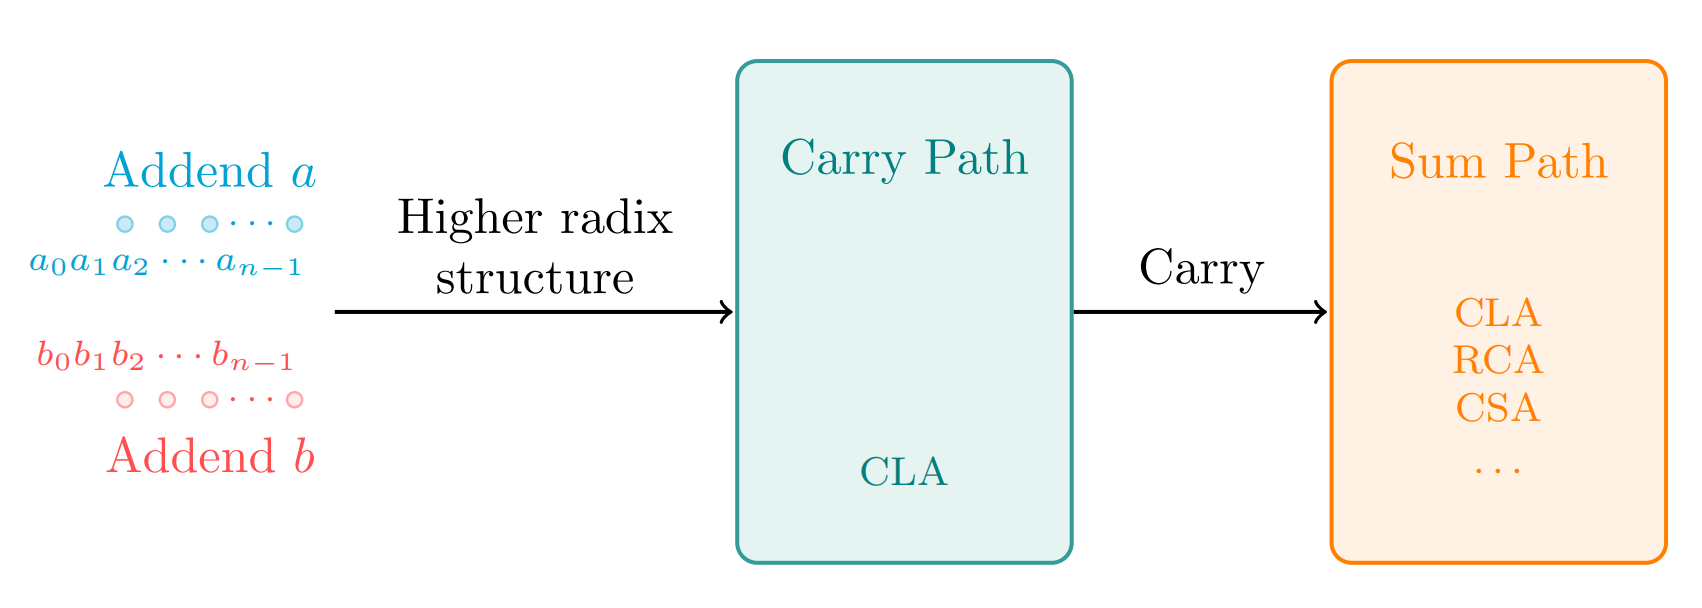 Addend a
a₀a₁a₂ ··· aₙ₋₁
b₀b₁b₂ ··· bₙ₋₁
Addend b
Higher radix
structure
Carry Path
CLA
Carry
Sum Path
CLA
RCA
CSA
···